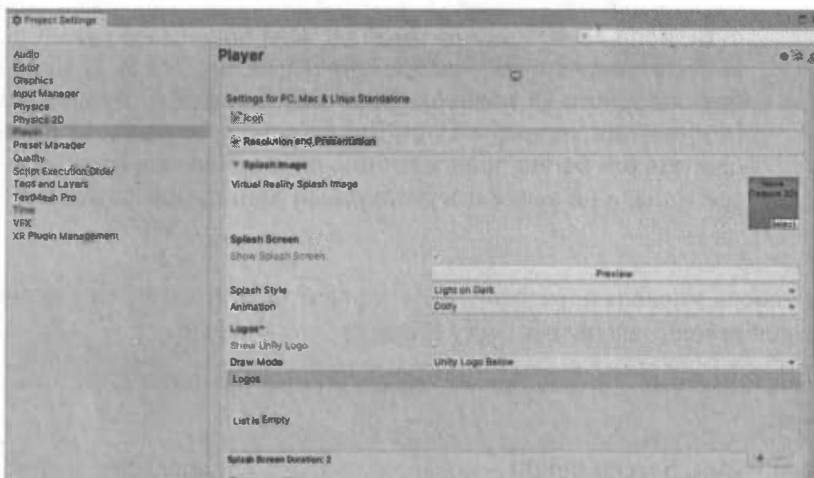 Project Settings
Audio
Editor
Graphics
Input Manager
Physics
Physics 2D
Player
Preset Manager
Quality
Script Execution Order
Tags and Layers
TextMesh Pro
Time
VFX
XR Plugin Management
Player
Settings for PC, Mac & Linux Standalone
Icon
Resolution and Presentation
Splash Image
Virtual Reality Splash Image
None
(Texture 2D)
Select
Splash Screen
Show Splash Screen
Preview
Splash Style
Light on Dark
Animation
Dolly
Logos*
Show Unity Logo
Draw Mode
Unity Logo Below
Logos
List is Empty
Splash Screen Duration: 2